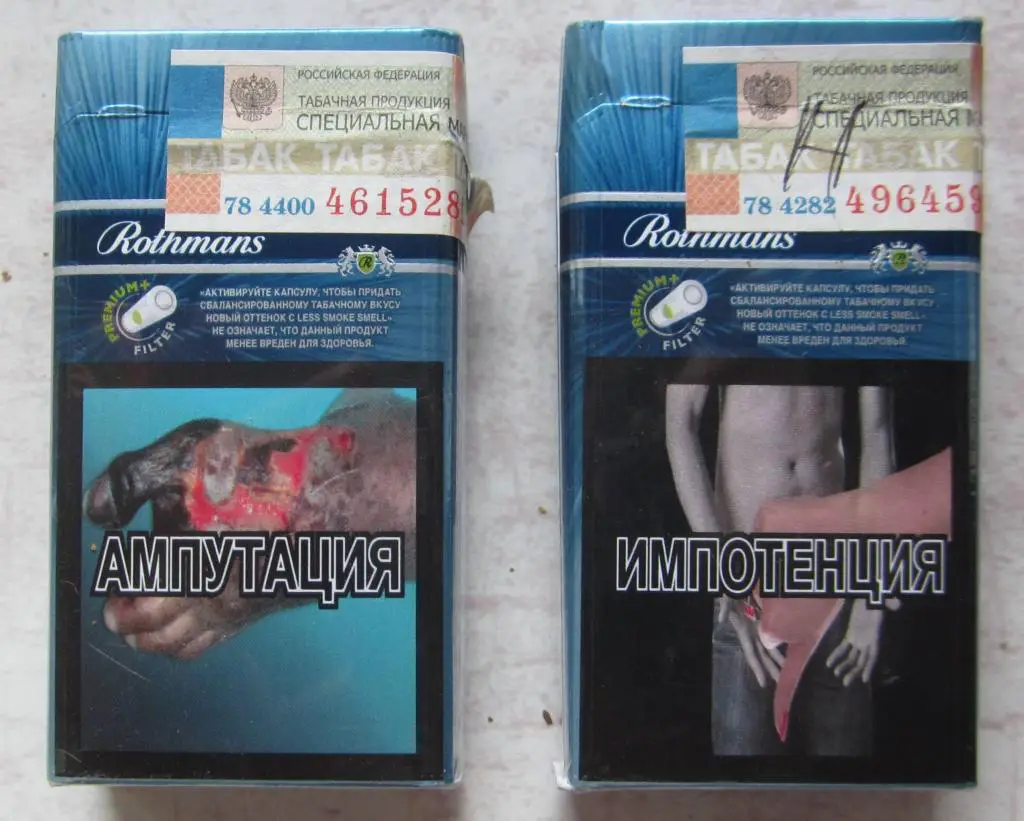 РОССИЙСКАЯ ФЕДЕРАЦИЯ
ТАБАЧНАЯ ПРОДУКЦИЯ
СПЕЦИАЛЬНАЯ
ТАБАК ТАБАК
78 4400 461528
Rothmans
R
PREMIUM+
FILTER
«АКТИВИРУЙТЕ КАПСУЛУ, ЧТОБЫ ПРИДАТЬ
СБАЛАНСИРОВАННОМУ ТАБАЧНОМУ ВКУСУ
НОВЫЙ ОТТЕНОК С LESS SMOKE SMELL»
НЕ ОЗНАЧАЕТ, ЧТО ДАННЫЙ ПРОДУКТ
МЕНЕЕ ВРЕДЕН ДЛЯ ЗДОРОВЬЯ.
АМПУТАЦИЯ
РОССИЙСКАЯ ФЕДЕРАЦИЯ
ТАБАЧНАЯ ПРОДУКЦИЯ
СПЕЦИАЛЬНАЯ
ТАБАК ТАБАК
78 4282 496459
Rothmans
R
PREMIUM+
FILTER
«АКТИВИРУЙТЕ КАПСУЛУ, ЧТОБЫ ПРИДАТЬ
СБАЛАНСИРОВАННОМУ ТАБАЧНОМУ ВКУСУ
НОВЫЙ ОТТЕНОК С LESS SMOKE SMELL»
НЕ ОЗНАЧАЕТ, ЧТО ДАННЫЙ ПРОДУКТ
МЕНЕЕ ВРЕДЕН ДЛЯ ЗДОРОВЬЯ.
ИМПОТЕНЦИЯ